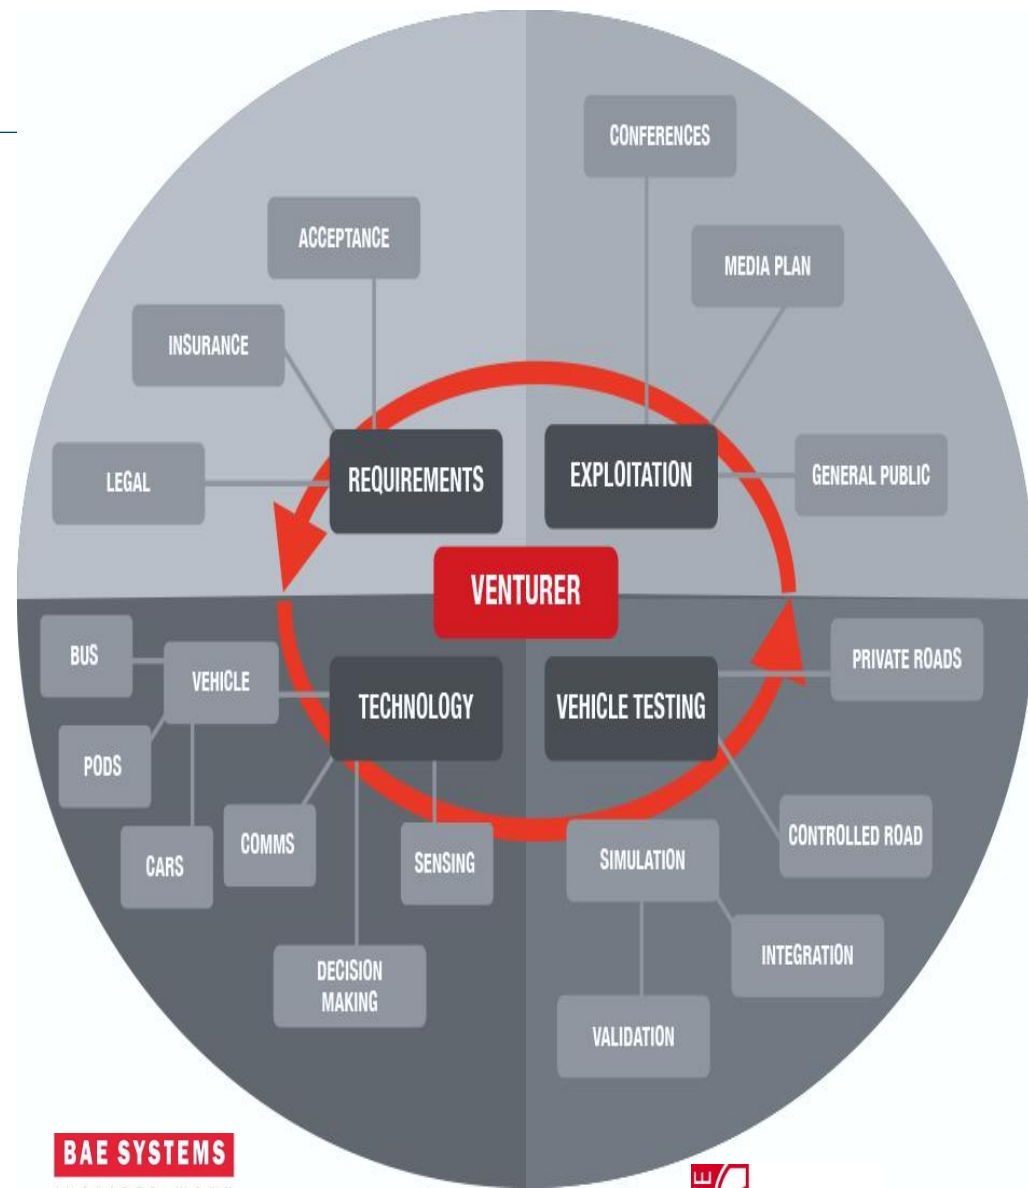 CONFERENCES
ACCEPTANCE
MEDIA PLAN
INSURANCE
LEGAL
REQUIREMENTS
EXPLOITATION
GENERAL PUBLIC
VENTURER
BUS
VEHICLE
TECHNOLOGY
VEHICLE TESTING
PRIVATE ROADS
PODS
CARS
COMMS
SENSING
SIMULATION
CONTROLLED ROAD
DECISION
MAKING
INTEGRATION
VALIDATION
BAE SYSTEMS